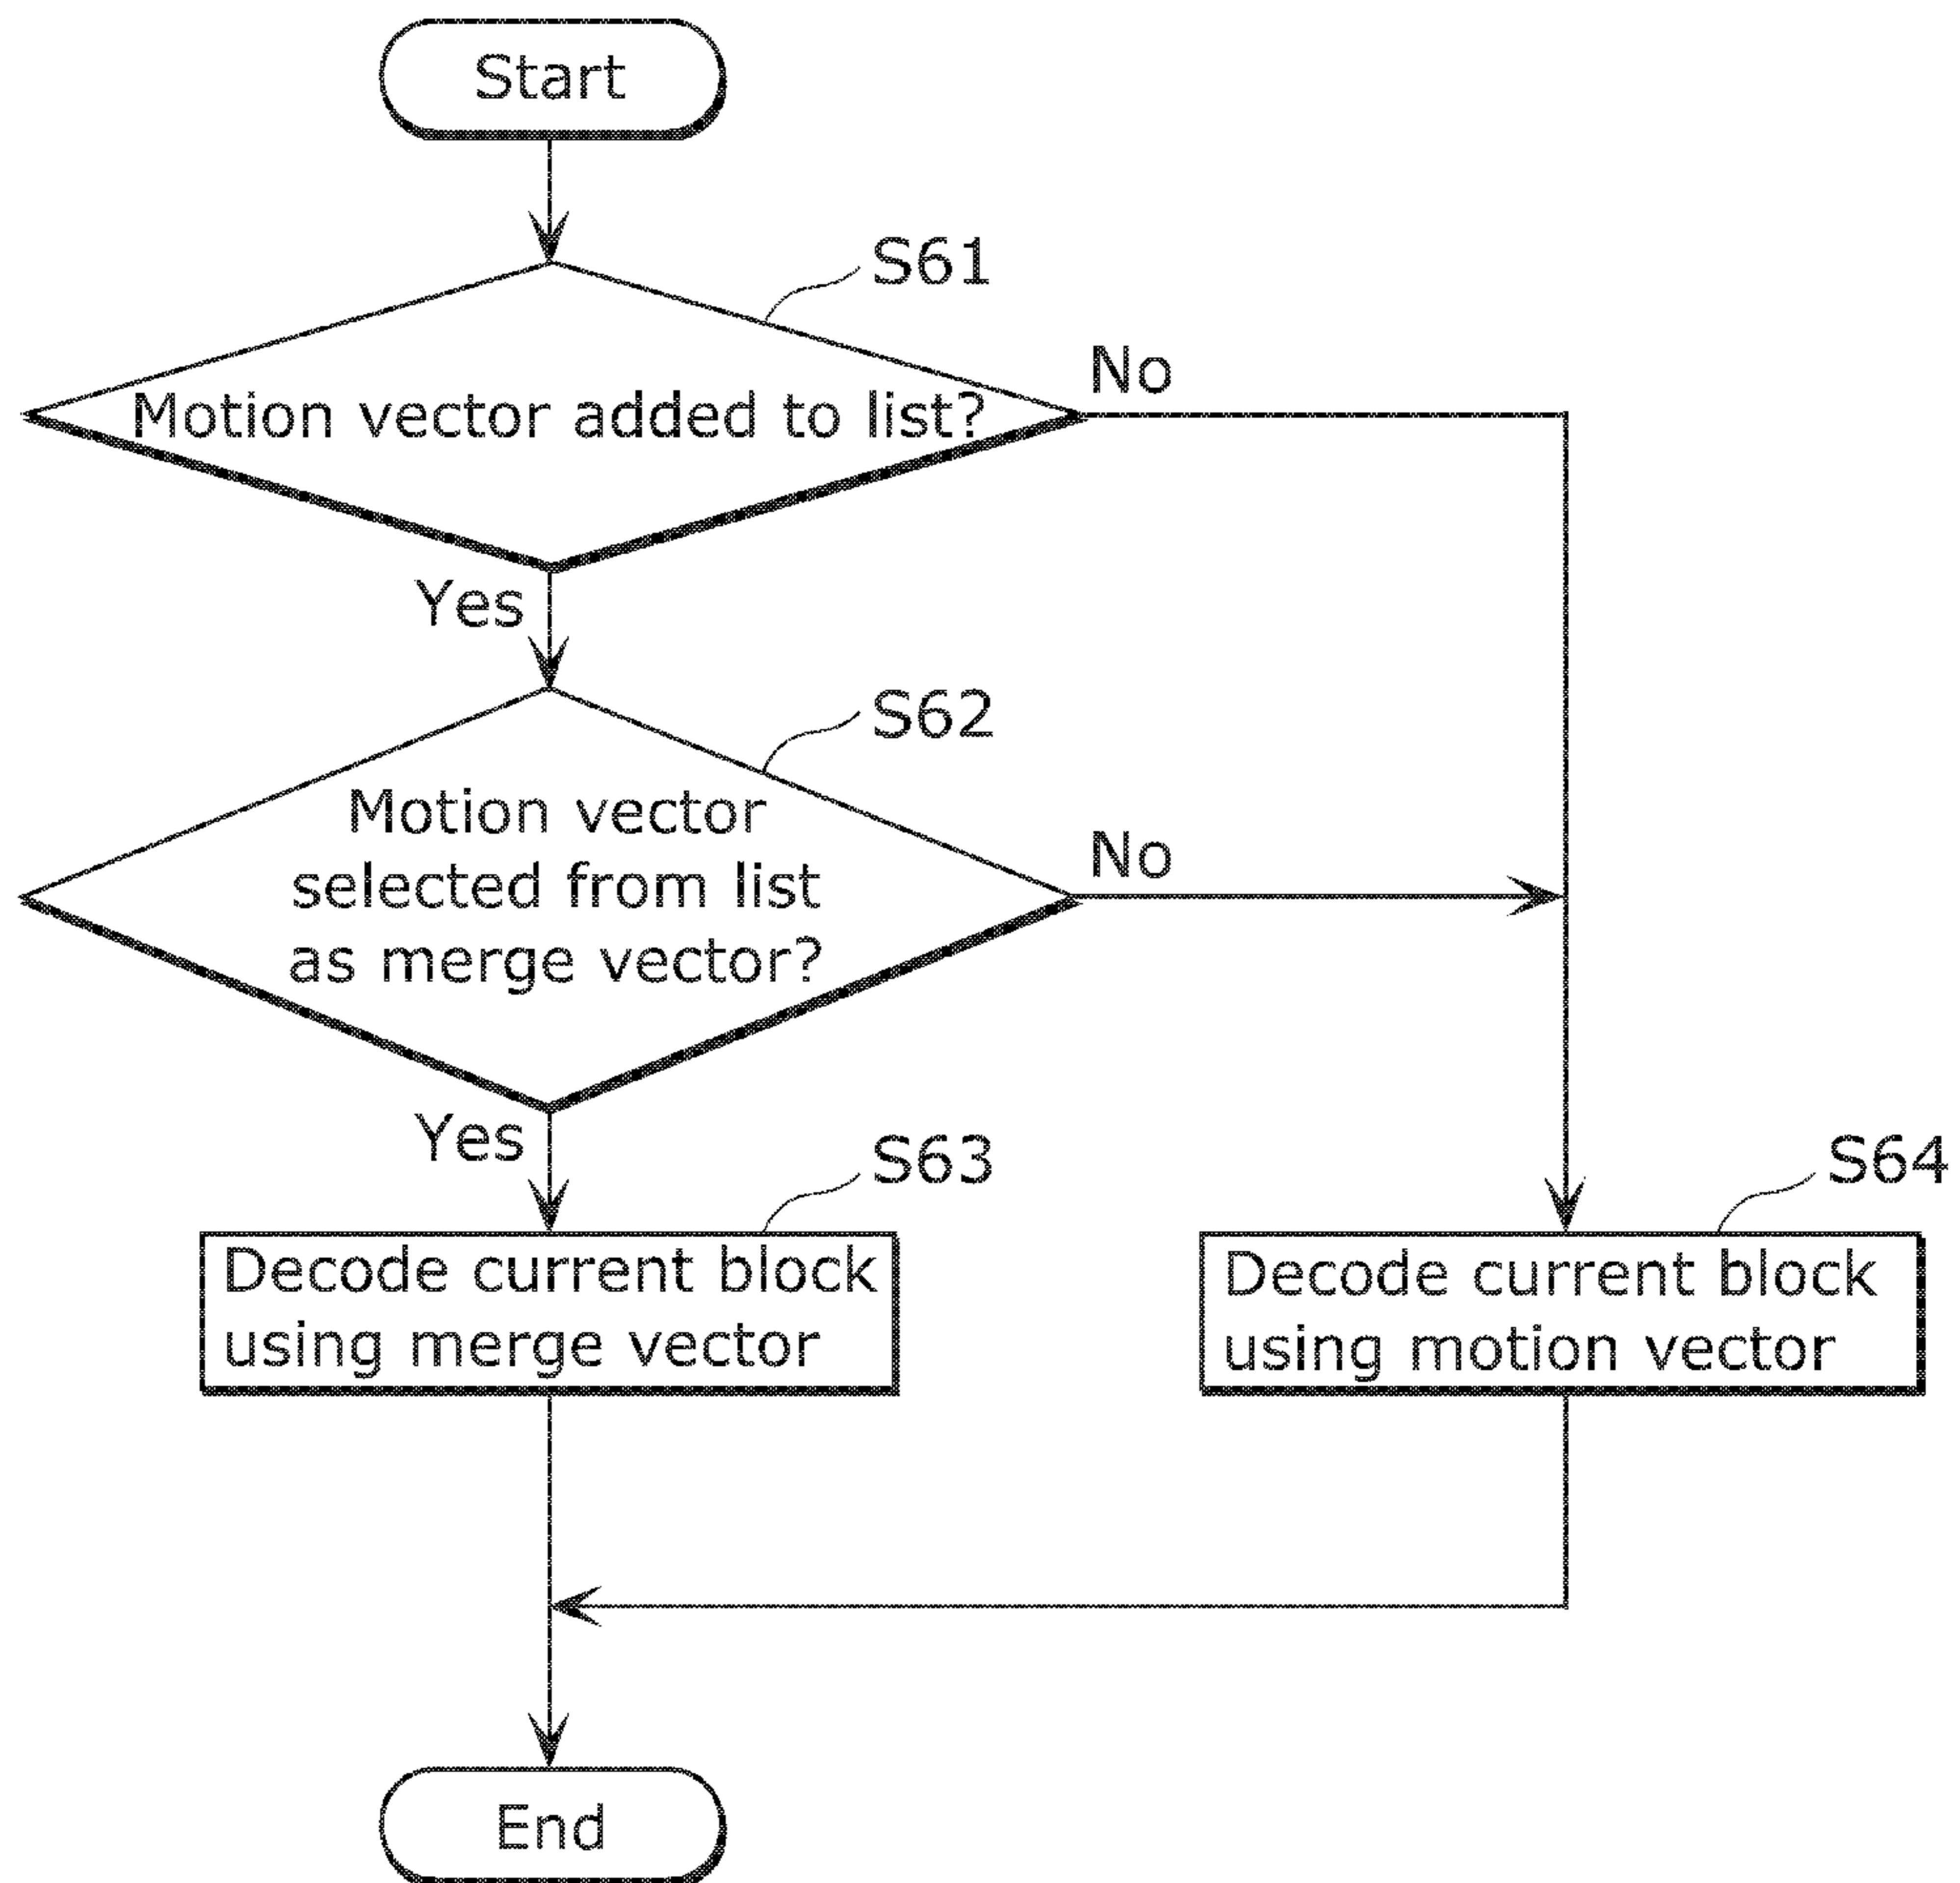 Start
S61
Motion vector added to list?
No
Yes
S62
Motion vector
selected from list
as merge vector?
No
Yes
S63
Decode current block
using merge vector
S64
Decode current block
using motion vector
End